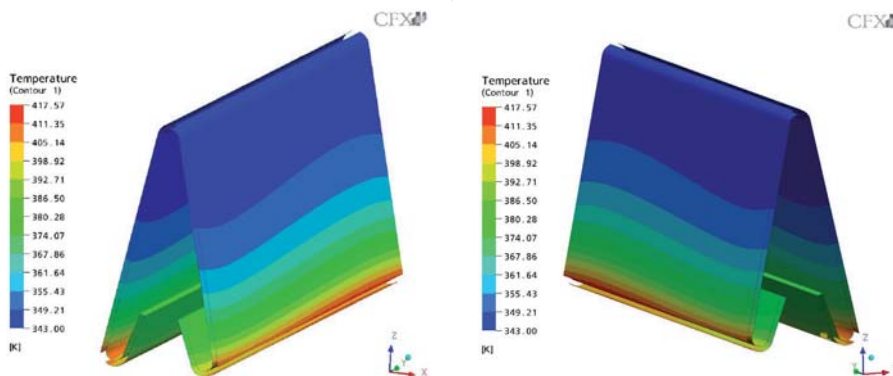 CFX
Temperature
(Contour 1)
417.57
411.35
405.14
398.92
392.71
386.50
380.28
374.07
367.86
361.64
355.43
349.21
343.00
[K]
Z
Y
X
CFX
Temperature
(Contour 1)
417.57
411.35
405.14
398.92
392.71
386.50
380.28
374.07
367.86
361.64
355.43
349.21
343.00
[K]
Z